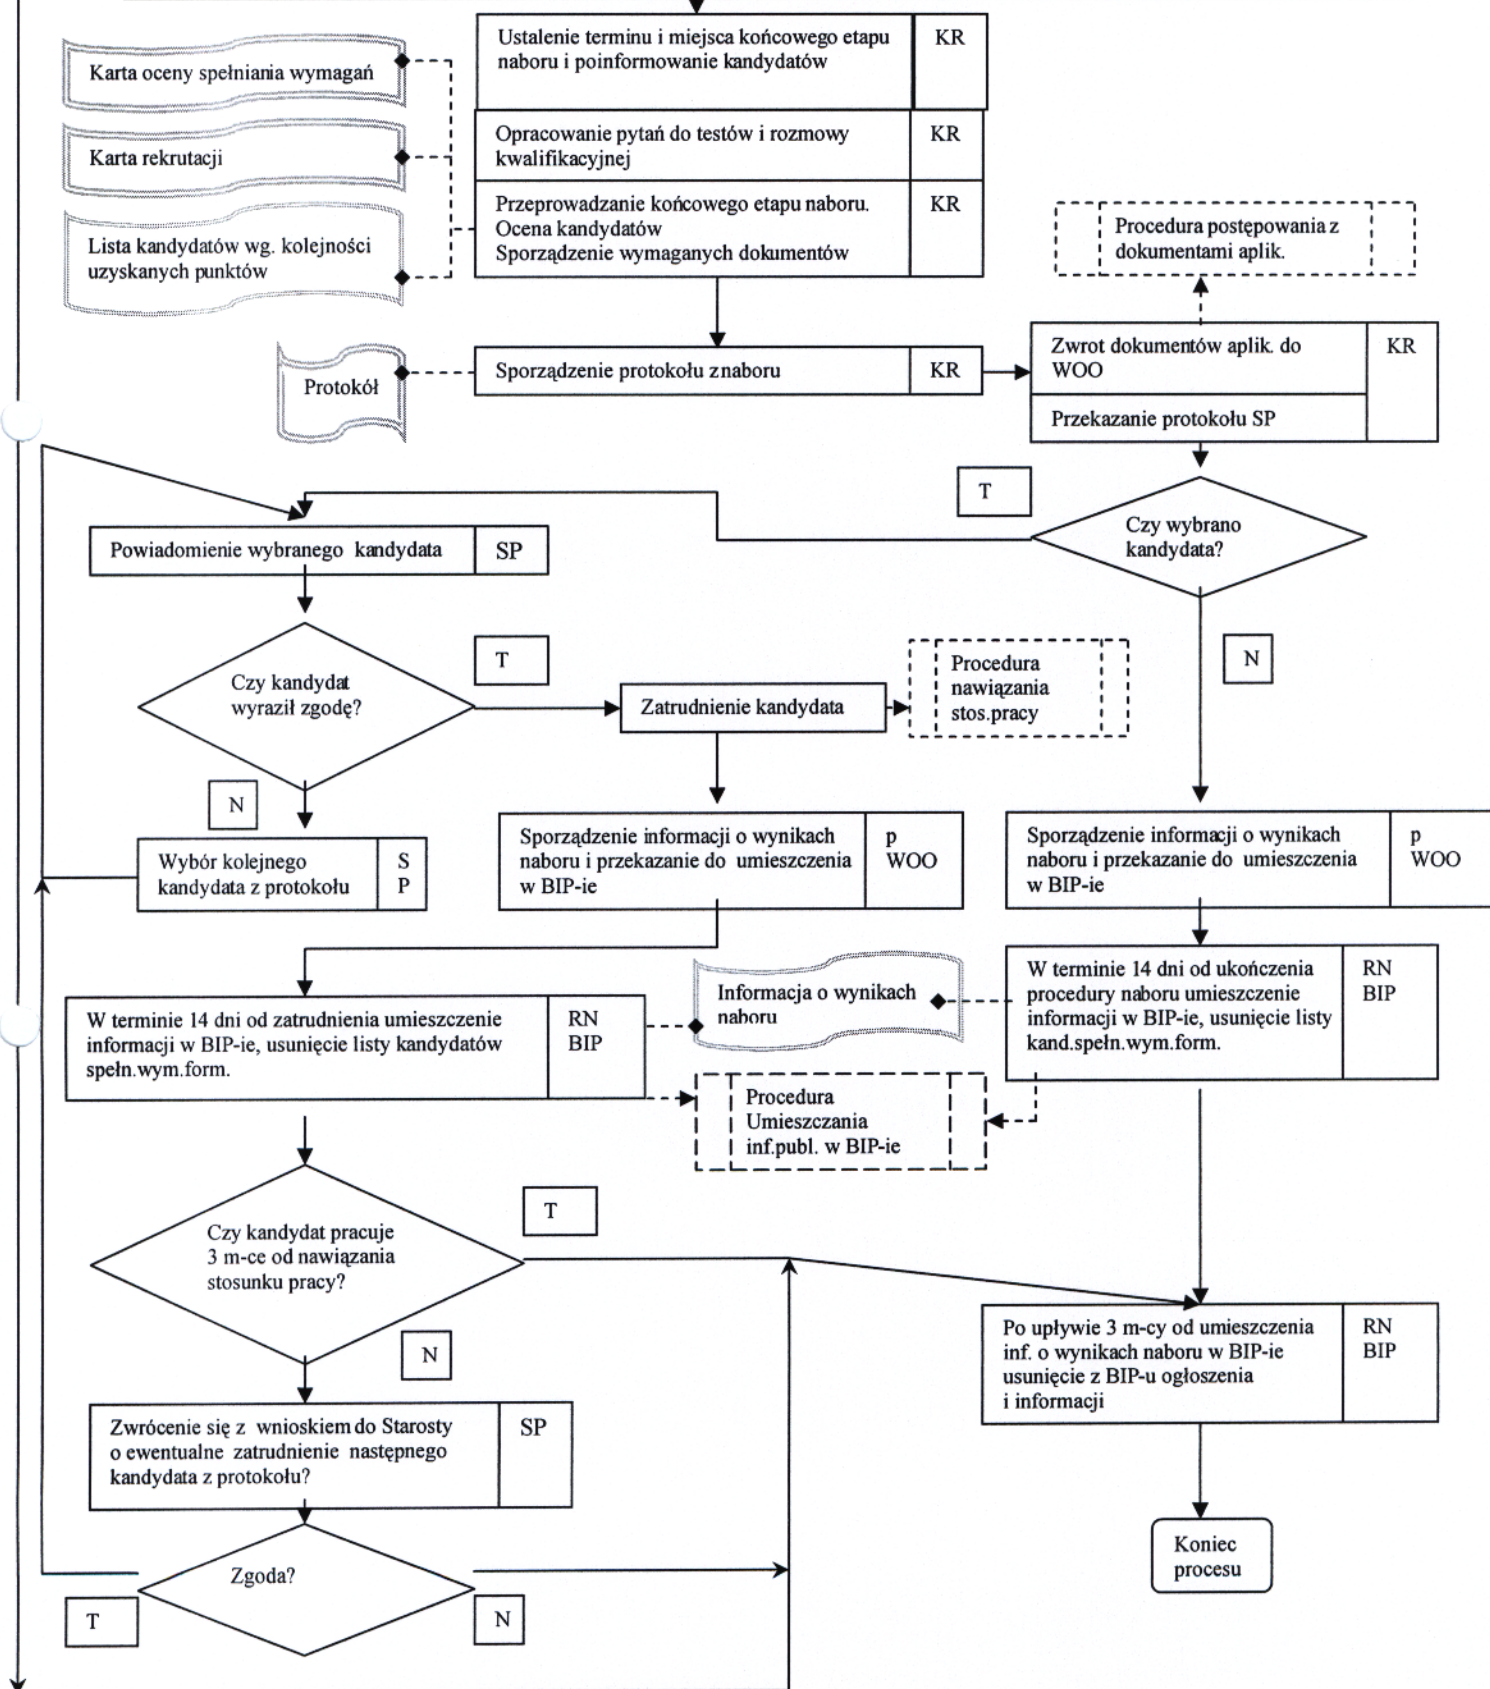 Ustalenie terminu i miejsca końcowego etapu
naboru i poinformowanie kandydatów
KR
Karta oceny spełniania wymagań
Opracowanie pytań do testów i rozmowy
kwalifikacyjnej
KR
Karta rekrutacji
Przeprowadzanie końcowego etapu naboru.
Ocena kandydatów
Sporządzenie wymaganych dokumentów
KR
Lista kandydatów wg. kolejności
uzyskanych punktów
Procedura postępowania z
dokumentami aplik.
Protokół
Sporządzenie protokołu z naboru
KR
Zwrot dokumentów aplik. do
WOO
KR
Przekazanie protokołu SP
T
Czy wybrano
kandydata?
Powiadomienie wybranego kandydata
SP
Czy kandydat
wyraził zgodę?
T
Zatrudnienie kandydata
Procedura
nawiązania
stos.pracy
N
N
Wybór kolejnego
kandydata z protokołu
S
P
Sporządzenie informacji o wynikach
naboru i przekazanie do umieszczenia
w BIP-ie
p
WOO
Sporządzenie informacji o wynikach
naboru i przekazanie do umieszczenia
w BIP-ie
p
WOO
W terminie 14 dni od zatrudnienia umieszczenie
informacji w BIP-ie, usunięcie listy kandydatów
spełn.wym.form.
RN
BIP
Informacja o wynikach
naboru
W terminie 14 dni od ukończenia
procedury naboru umieszczenie
informacji w BIP-ie, usunięcie listy
kand.spełn.wym.form.
RN
BIP
Procedura
Umieszczania
inf.publ. w BIP-ie
Czy kandydat pracuje
3 m-ce od nawiązania
stosunku pracy?
T
N
Po upływie 3 m-cy od umieszczenia
inf. o wynikach naboru w BIP-ie
usunięcie z BIP-u ogłoszenia
i informacji
RN
BIP
Zwrócenie się z wnioskiem do Starosty
o ewentualne zatrudnienie następnego
kandydata z protokołu?
SP
Zgoda?
T
N
Koniec
procesu